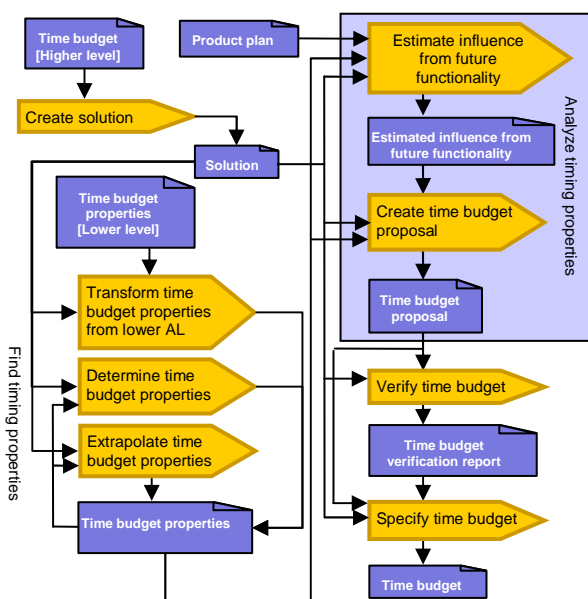 Time budget
[Higher level]
Product plan
Estimate influence
from future
functionality
Create solution
Solution
Estimated influence from
future functionality
Analyze timing properties
Time budget
properties
[Lower level]
Create time budget
proposal
Transform time
budget properties
from lower AL
Time budget
proposal
Find timing properties
Determine time
budget properties
Verify time budget
Extrapolate time
budget properties
Time budget
verification report
Time budget properties
Specify time budget
Time budget